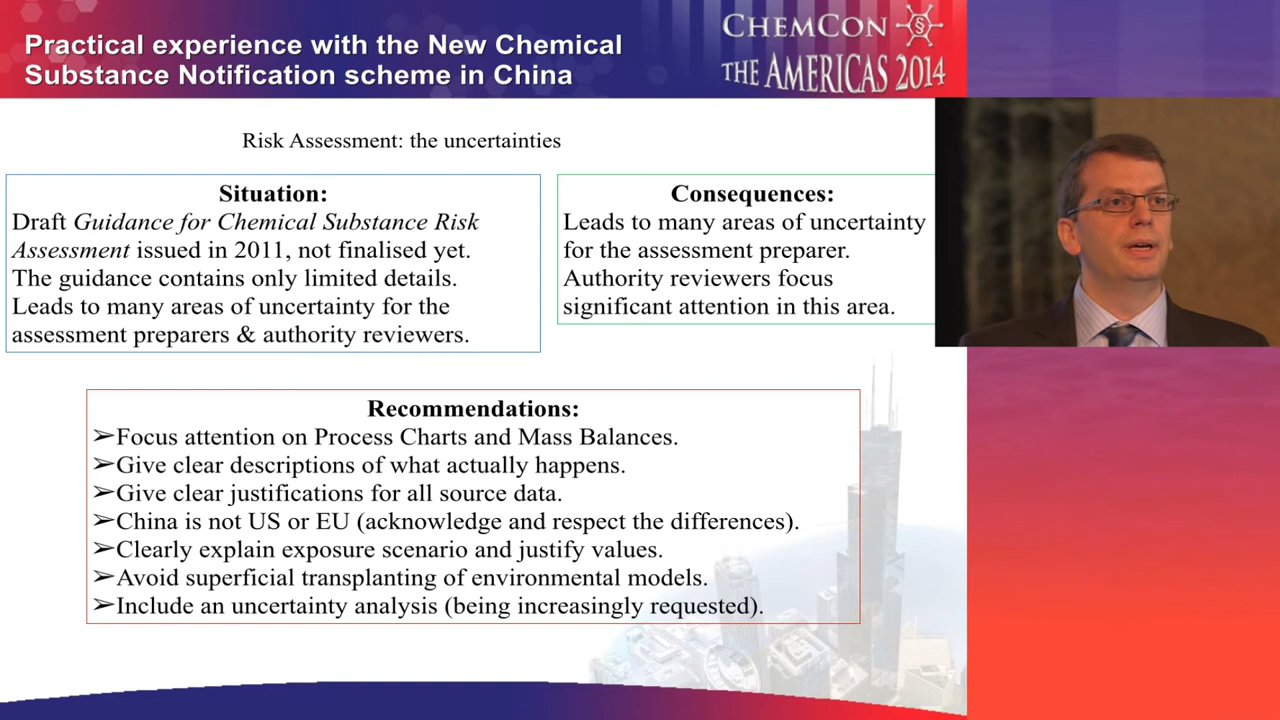 Practical experience with the New Chemical
Substance Notification scheme in China
CHEMCON §
THE AMERICAS 2014
Risk Assessment: the uncertainties
Situation:
Draft Guidance for Chemical Substance Risk
Assessment issued in 2011, not finalised yet.
The guidance contains only limited details.
Leads to many areas of uncertainty for the
assessment preparers & authority reviewers.
Consequences:
Leads to many areas of uncertainty
for the assessment preparer.
Authority reviewers focus
significant attention in this area.
Recommendations:
➢Focus attention on Process Charts and Mass Balances.
➢Give clear descriptions of what actually happens.
➢Give clear justifications for all source data.
➢China is not US or EU (acknowledge and respect the differences).
➢Clearly explain exposure scenario and justify values.
➢Avoid superficial transplanting of environmental models.
➢Include an uncertainty analysis (being increasingly requested).